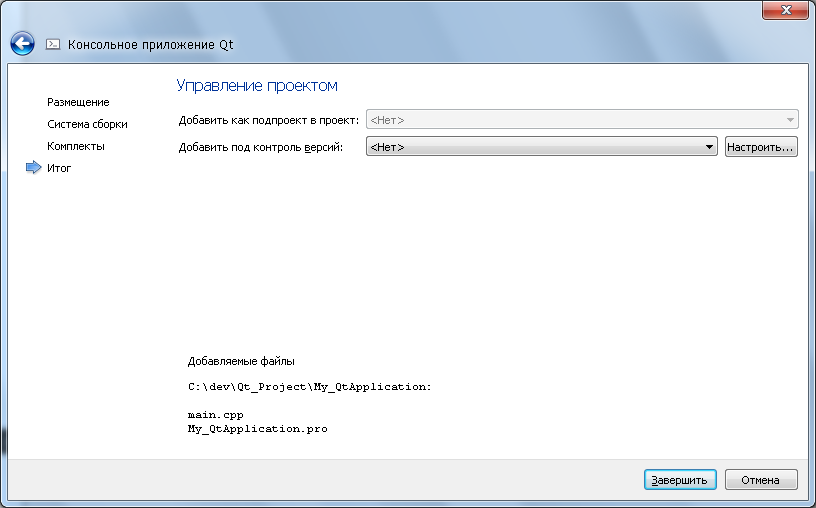 Консольное приложение Qt
Управление проектом
Размещение
Система сборки
Комплекты
Итог
Добавить как подпроект в проект: <Нет>
Добавить под контроль версий: <Нет> Настроить...
Добавляемые файлы
C:\dev\Qt_Project\My_QtApplication:
main.cpp
My_QtApplication.pro
Завершить Отмена